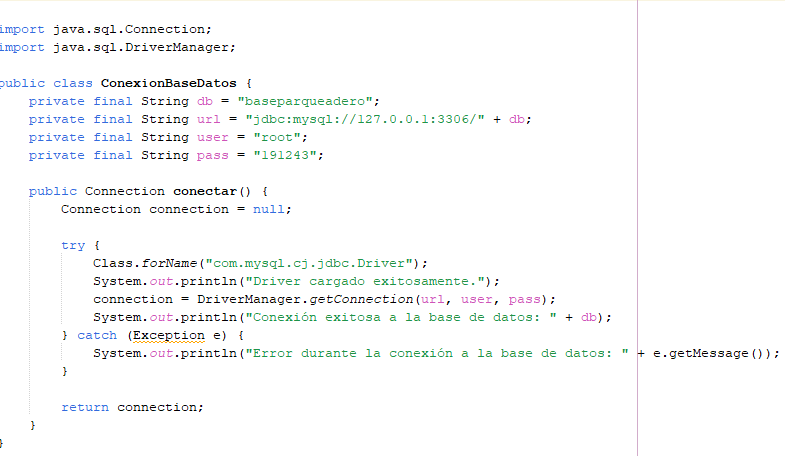 import java.sql.Connection;
import java.sql.DriverManager;
public class ConexionBaseDatos {
private final String db = "baseparqueadero";
private final String url = "jdbc:mysql://127.0.0.1:3306/" + db;
private final String user = "root";
private final String pass = "191243";
public Connection conectar() {
Connection connection = null;
try {
Class.forName("com.mysql.cj.jdbc.Driver");
System.out.println("Driver cargado exitosamente.");
connection = DriverManager.getConnection(url, user, pass);
System.out.println("Conexión exitosa a la base de datos: " + db);
} catch (Exception e) {
System.out.println("Error durante la conexión a la base de datos: " + e.getMessage());
}
return connection;
}
}